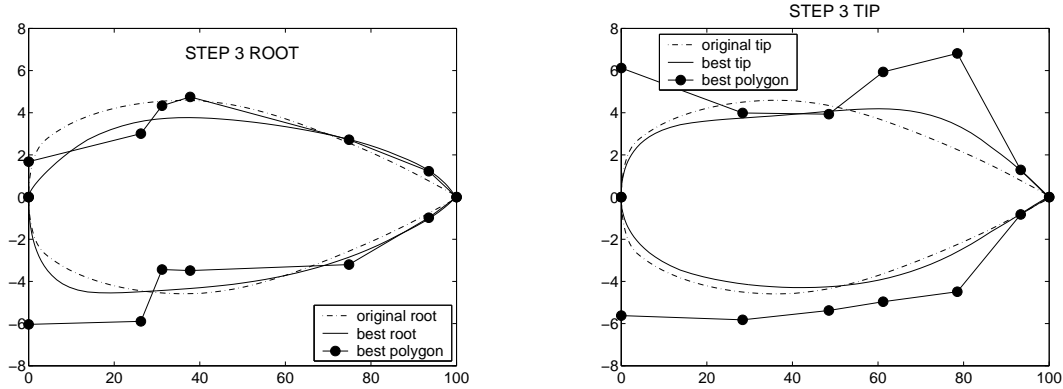 STEP 3 ROOT
8
6
4
2
0
−2
−4
−6
−8
0 20 40 60 80 100
original root
best root
best polygon
STEP 3 TIP
8
6
4
2
0
−2
−4
−6
−8
0 20 40 60 80 100
original tip
best tip
best polygon